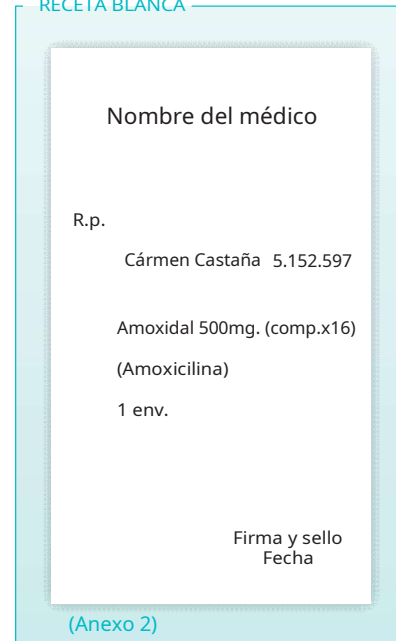 RECETA BLANCA
Nombre del médico
R.p.
Cármen Castaña 5.152.597
Amoxidal 500mg. (comp.x16)
(Amoxicilina)
1 env.
Firma y sello
Fecha
(Anexo 2)